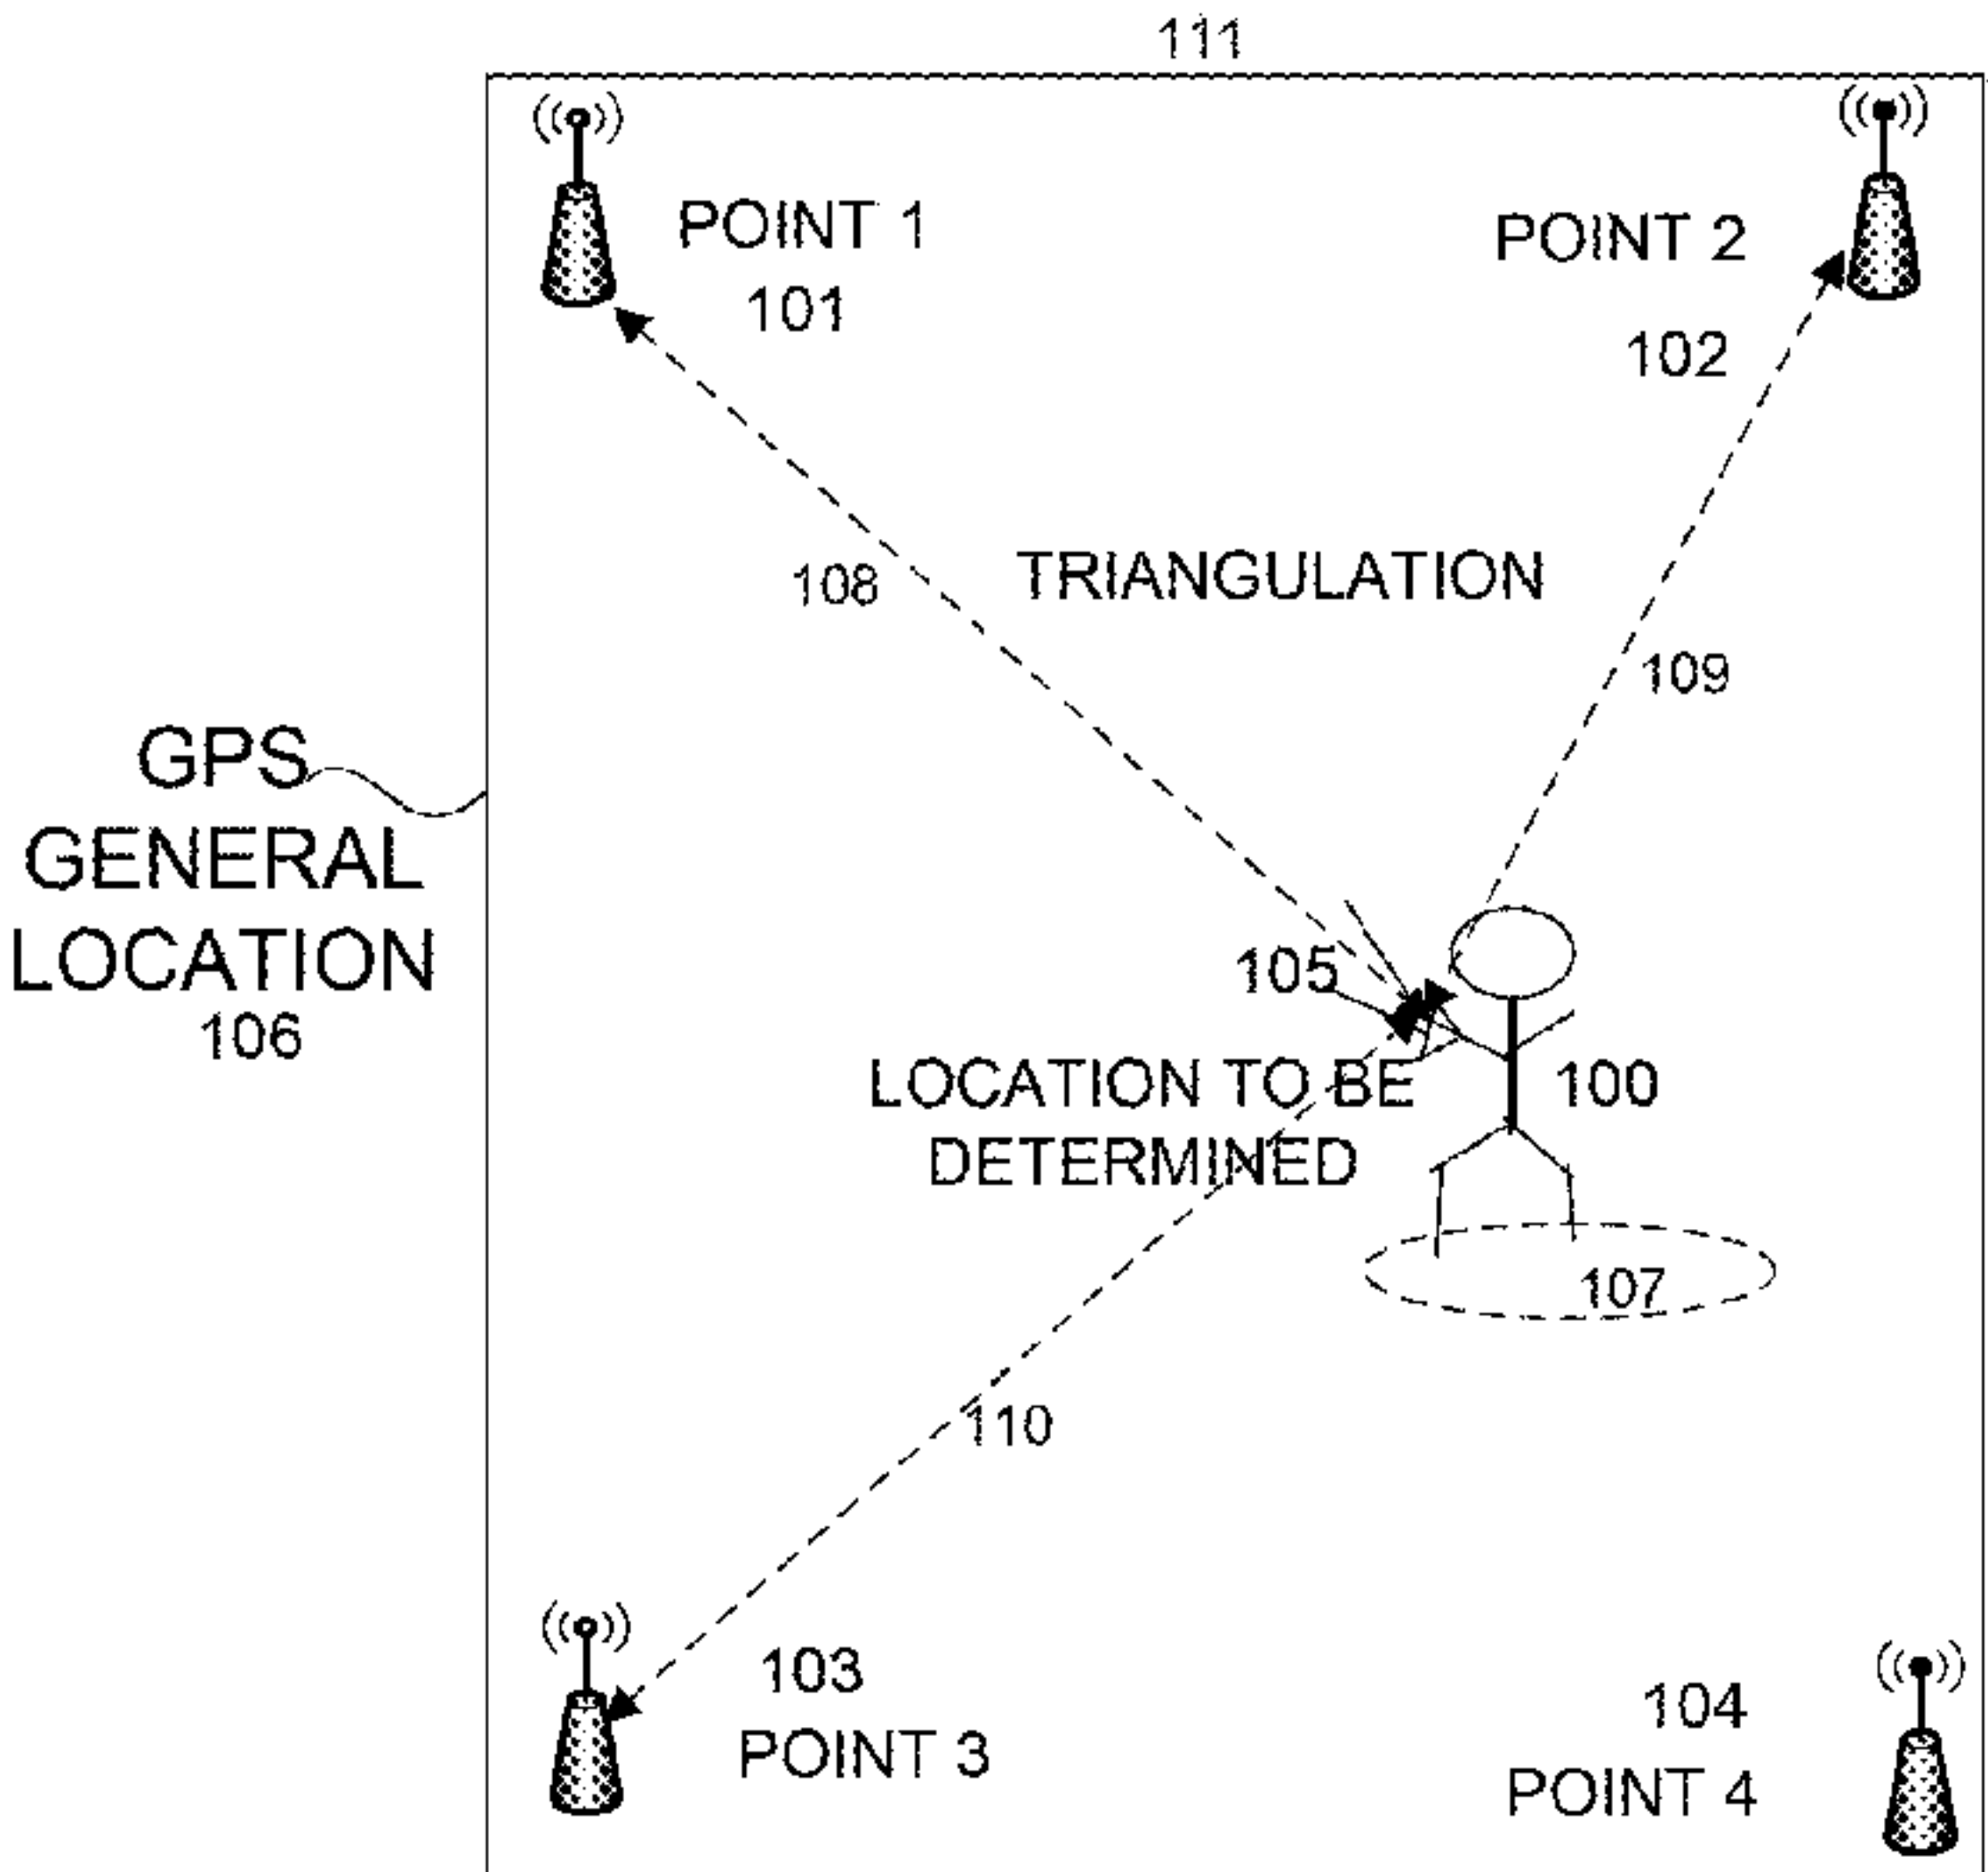 111
POINT 1
101
POINT 2
102
TRIANGULATION
108
109
GPS
GENERAL
LOCATION
106
105
LOCATION TO BE
DETERMINED
100
107
110
103
POINT 3
104
POINT 4